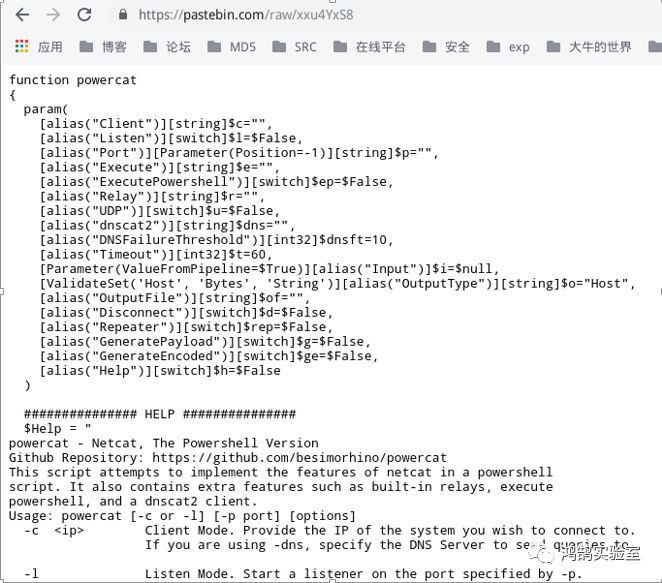 https://pastebin.com/raw/xxu4YxS8
应用 博客 论坛 MD5 SRC 在线平台 安全 exp 大牛的世界
function powercat
{
  param(
    [alias("Client")][string]$c="",
    [alias("Listen")][switch]$l=$False,
    [alias("Port")][Parameter(Position=-1)][string]$p="",
    [alias("Execute")][string]$e="",
    [alias("ExecutePowershell")][switch]$ep=$False,
    [alias("Relay")][string]$r="",
    [alias("UDP")][switch]$u=$False,
    [alias("dnscat2")][string]$dns="",
    [alias("DNSFailureThreshold")][int32]$dnsft=10,
    [alias("Timeout")][int32]$t=60,
    [Parameter(ValueFromPipeline=$True)][alias("Input")]$i=$null,
    [ValidateSet('Host', 'Bytes', 'String')][alias("OutputType")][string]$o="Host",
    [alias("OutputFile")][string]$of="",
    [alias("Disconnect")][switch]$d=$False,
    [alias("Repeater")][switch]$rep=$False,
    [alias("GeneratePayload")][switch]$g=$False,
    [alias("GenerateEncoded")][switch]$ge=$False,
    [alias("Help")][switch]$h=$False
  )
  ############### HELP ###############
  $Help = "
powercat - Netcat, The Powershell Version
Github Repository: https://github.com/besimorhino/powercat
This script attempts to implement the features of netcat in a powershell
script. It also contains extra features such as built-in relays, execute
powershell, and a dnscat2 client.
Usage: powercat [-c or -l] [-p port] [options]
  -c  <ip>        Client Mode. Provide the IP of the system you wish to connect to.
                  If you are using -dns, specify the DNS Server to send queries to.
鸿鹄实验室
  -l              Listen Mode. Start a listener on the port specified by -p.